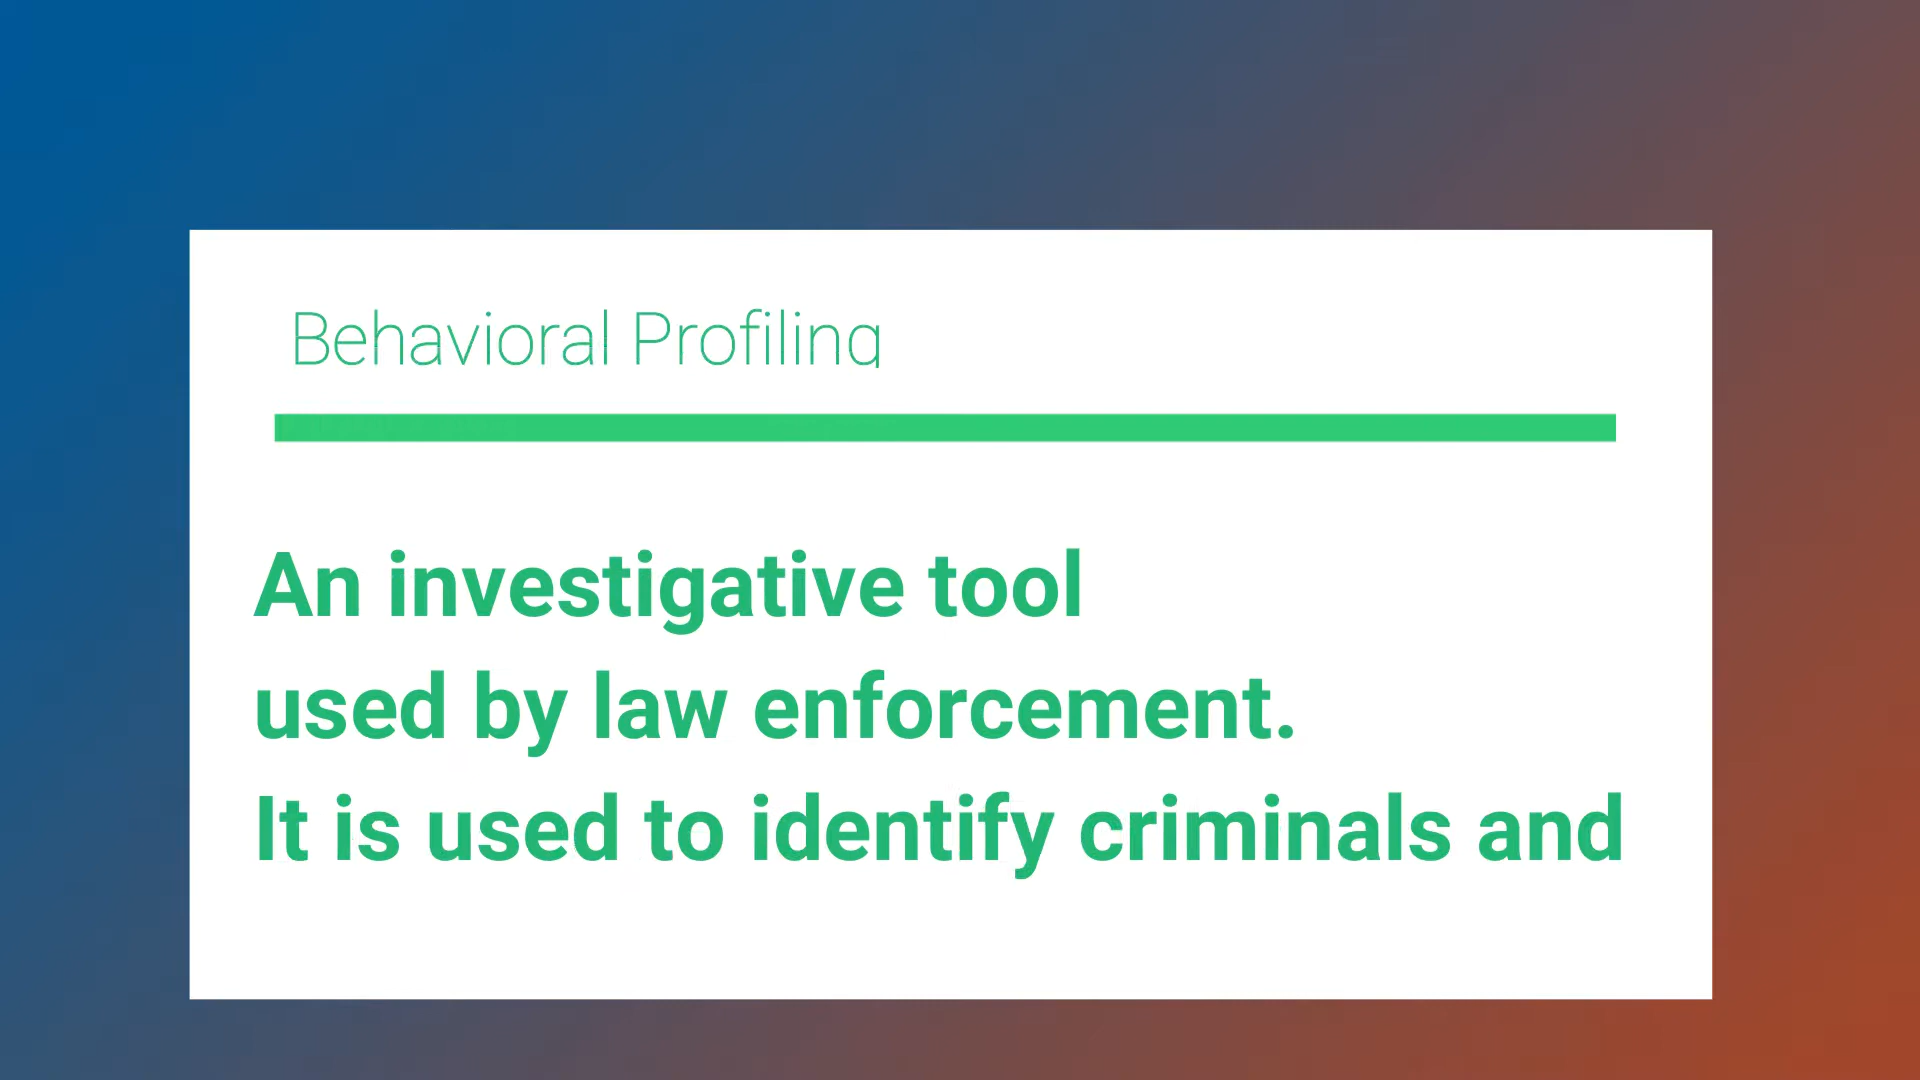 Behavioral Profiling
An investigative tool
used by law enforcement.
It is used to identify criminals and